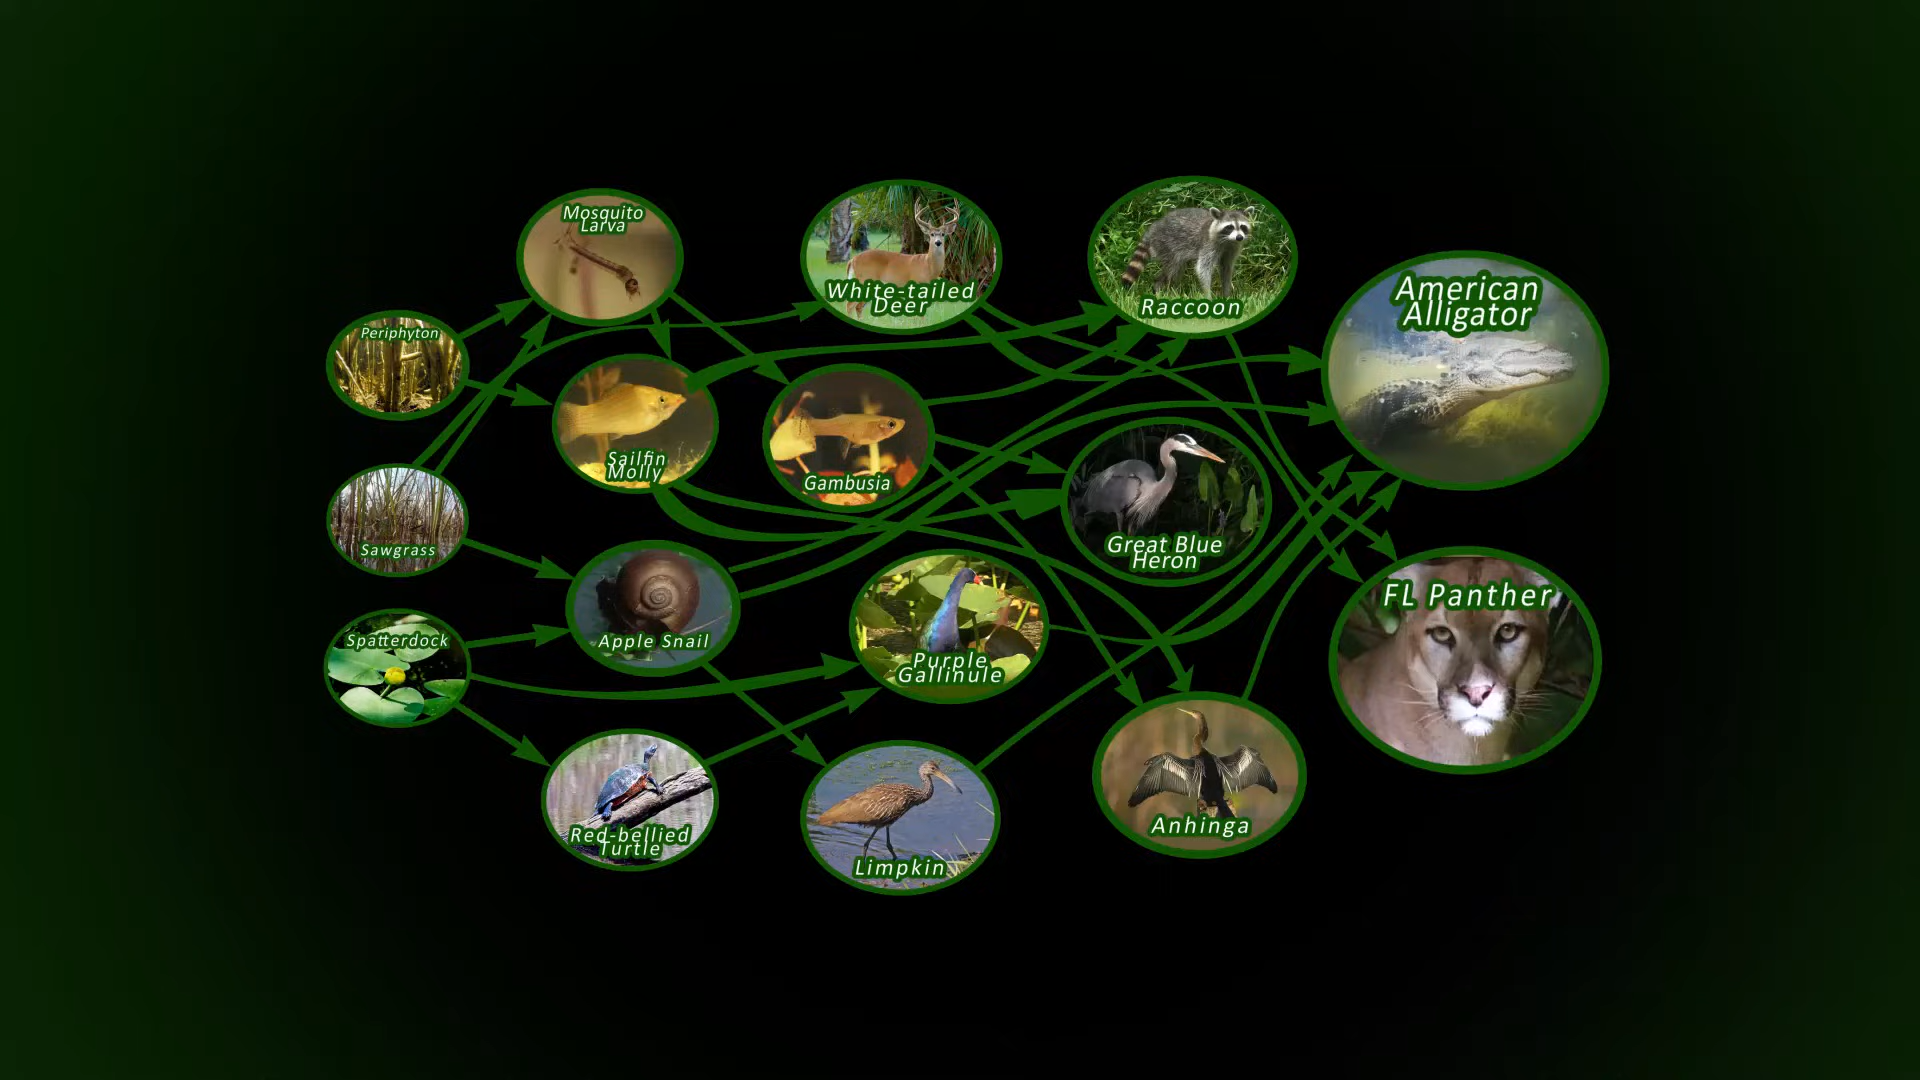 Mosquito
Larva
White-tailed
Deer
Raccoon
American
Alligator
Periphyton
Sailfin
Molly
Gambusia
Sawgrass
Great Blue
Heron
FL Panther
Spatterdock
Apple Snail
Purple
Gallinule
Red-bellied
Turtle
Limpkin
Anhinga